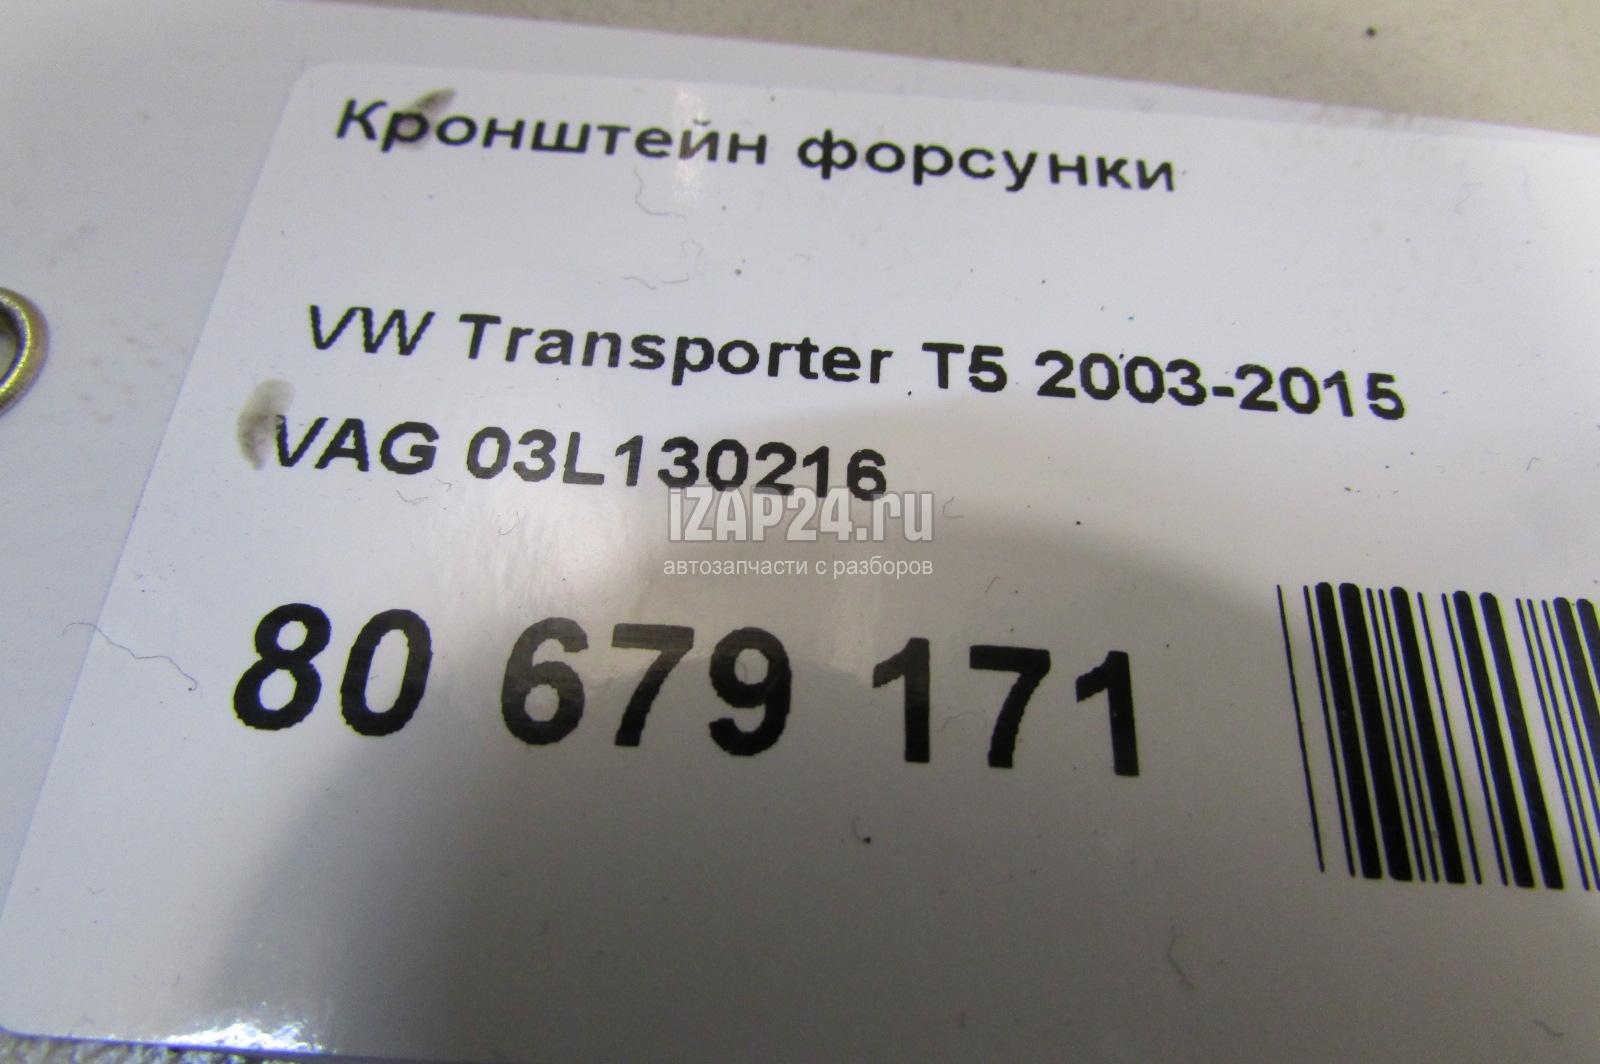 Кронштейн форсунки
VW Transporter T5 2003-2015
VAG 03L130216
iZAP24.ru
автозапчасти с разборов
80 679 171